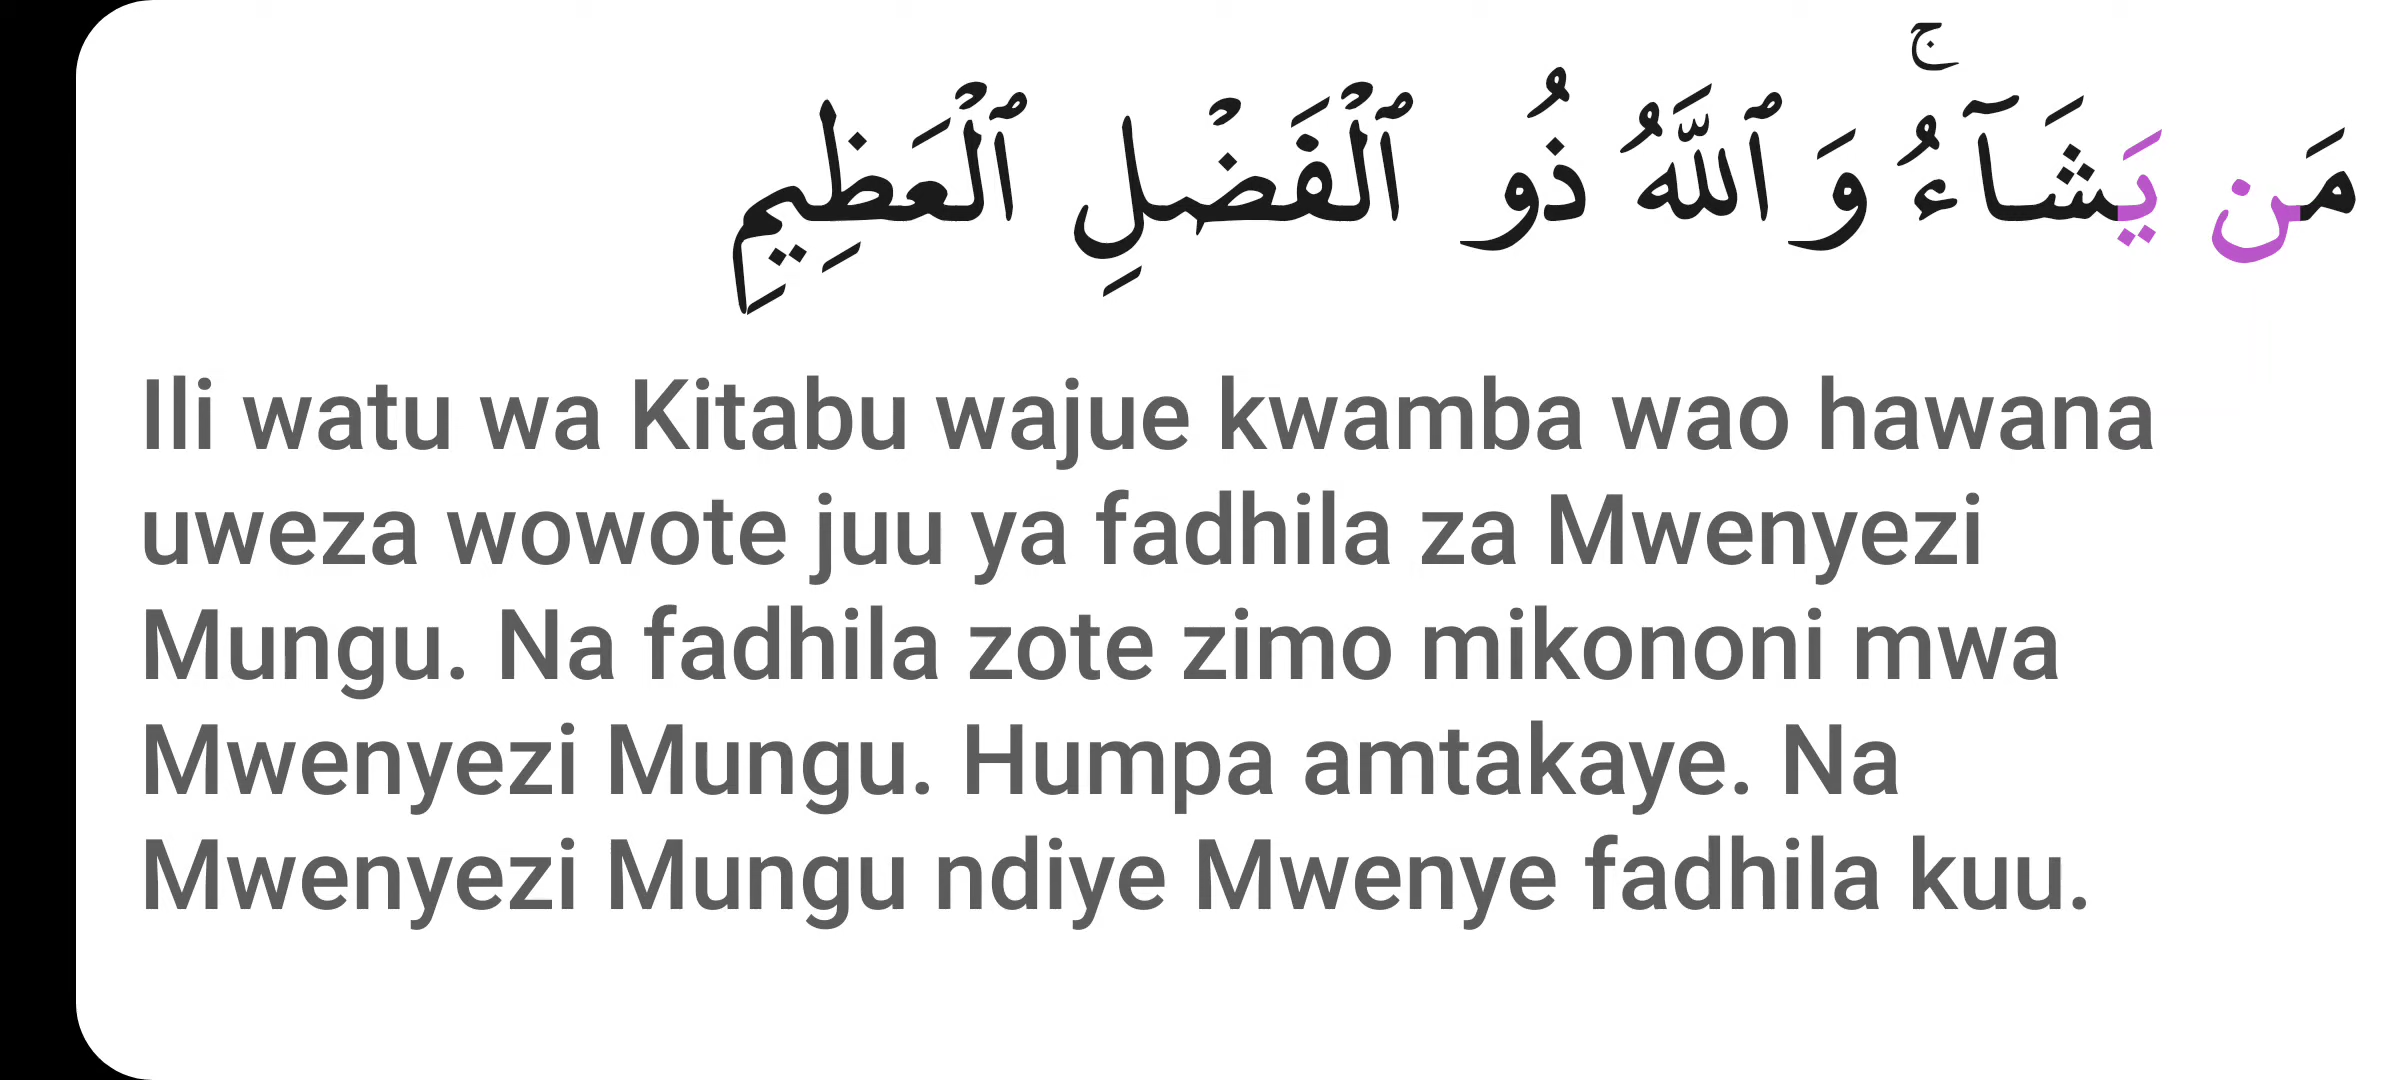 مَن يَشَآءُ ۚ وَٱللَّهُ ذُو ٱلْفَضْلِ ٱلْعَظِيمِ
Ili watu wa Kitabu wajue kwamba wao hawana
uweza wowote juu ya fadhila za Mwenyezi
Mungu. Na fadhila zote zimo mikononi mwa
Mwenyezi Mungu. Humpa amtakaye. Na
Mwenyezi Mungu ndiye Mwenye fadhila kuu.